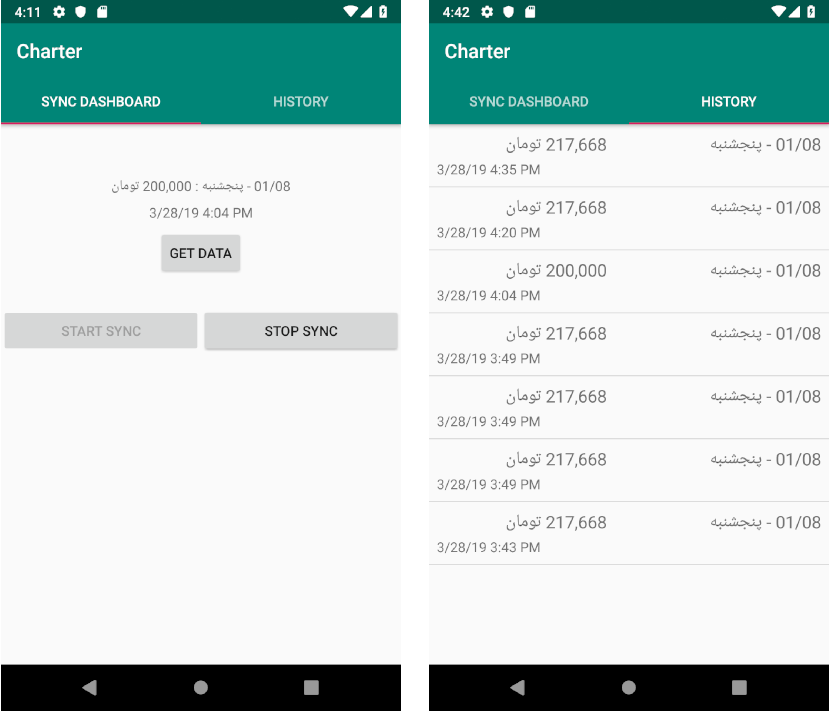 4:11
Charter
SYNC DASHBOARD
HISTORY
01/08 - پنجشنبه : 200,000 تومان
3/28/19 4:04 PM
GET DATA
START SYNC
STOP SYNC
4:42
Charter
SYNC DASHBOARD
HISTORY
01/08 - پنجشنبه
217,668 تومان
3/28/19 4:35 PM
01/08 - پنجشنبه
217,668 تومان
3/28/19 4:20 PM
01/08 - پنجشنبه
200,000 تومان
3/28/19 4:04 PM
01/08 - پنجشنبه
217,668 تومان
3/28/19 3:49 PM
01/08 - پنجشنبه
217,668 تومان
3/28/19 3:49 PM
01/08 - پنجشنبه
217,668 تومان
3/28/19 3:49 PM
01/08 - پنجشنبه
217,668 تومان
3/28/19 3:43 PM